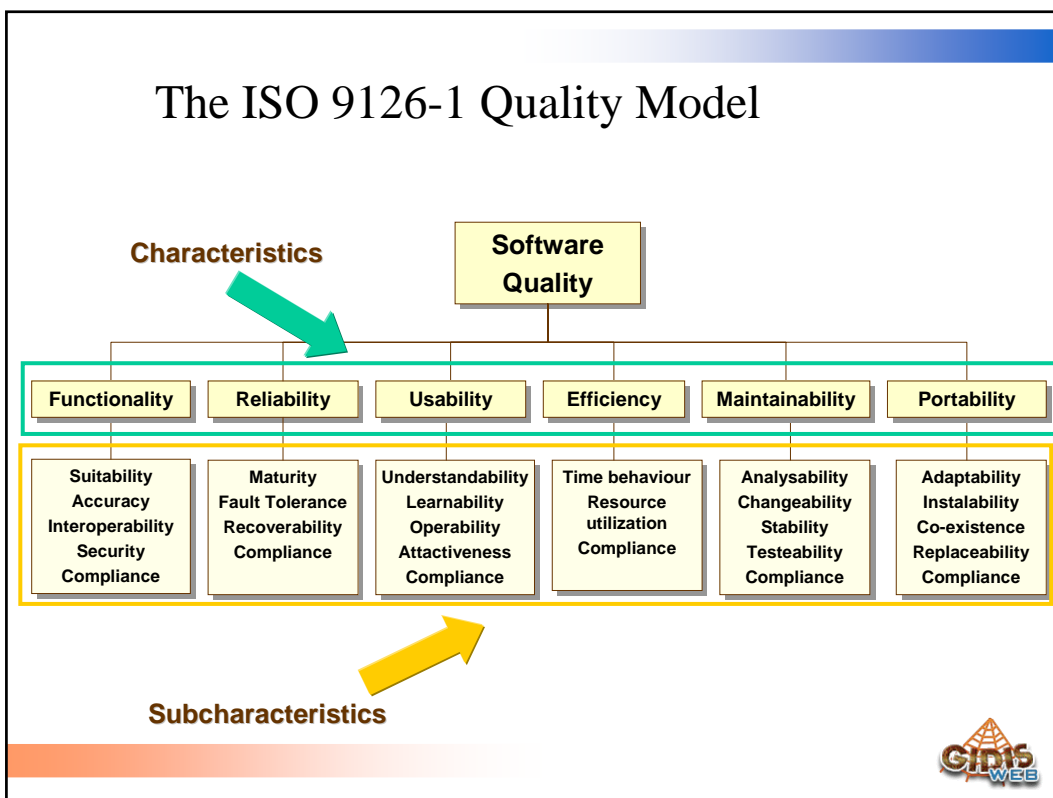 The ISO 9126-1 Quality Model
Characteristics
Software
Quality
Functionality
Reliability
Usability
Efficiency
Maintainability
Portability
Suitability
Accuracy
Interoperability
Security
Compliance
Maturity
Fault Tolerance
Recoverability
Compliance
Understandability
Learnability
Operability
Attactiveness
Compliance
Time behaviour
Resource
utilization
Compliance
Analysability
Changeability
Stability
Testeability
Compliance
Adaptability
Instalability
Co-existence
Replaceability
Compliance
Subcharacteristics
GIDIS
WEB